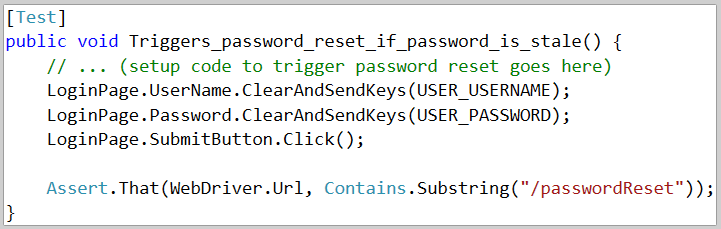 [Test]
public void Triggers_password_reset_if_password_is_stale() {
    // ... (setup code to trigger password reset goes here)
    LoginPage.UserName.ClearAndSendKeys(USER_USERNAME);
    LoginPage.Password.ClearAndSendKeys(USER_PASSWORD);
    LoginPage.SubmitButton.Click();

    Assert.That(WebDriver.Url, Contains.Substring("/passwordReset"));
}